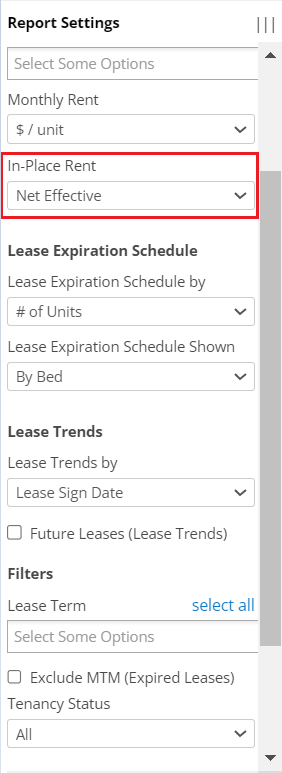 Report Settings
Select Some Options
Monthly Rent
$ / unit
In-Place Rent
Net Effective
Lease Expiration Schedule
Lease Expiration Schedule by
# of Units
Lease Expiration Schedule Shown
By Bed
Lease Trends
Lease Trends by
Lease Sign Date
Future Leases (Lease Trends)
Filters
Lease Term select all
Select Some Options
Exclude MTM (Expired Leases)
Tenancy Status
All